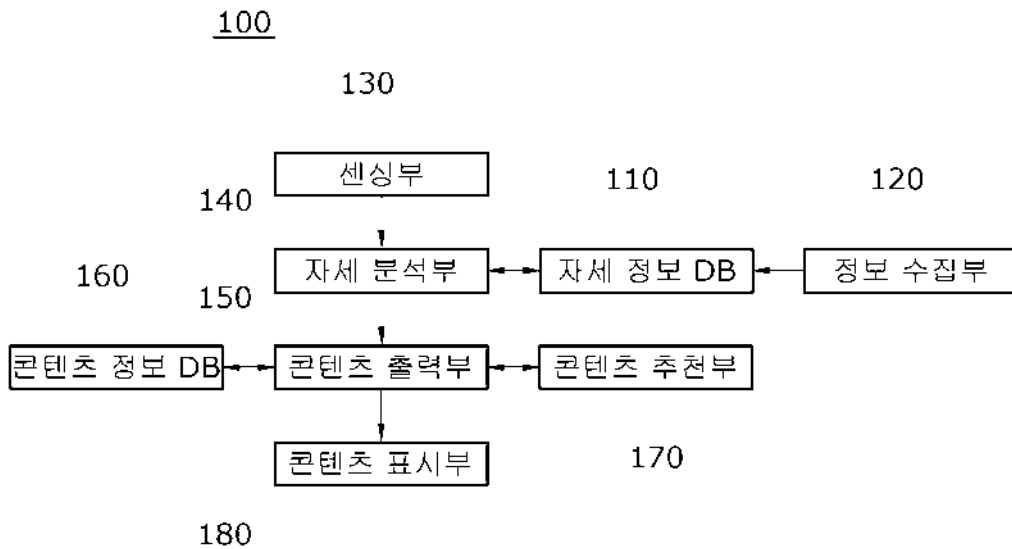 100
130
센싱부
110
120
140
자세 분석부
자세 정보 DB
정보 수집부
160
150
콘텐츠 정보 DB
콘텐츠 출력부
콘텐츠 추천부
콘텐츠 표시부
170
180